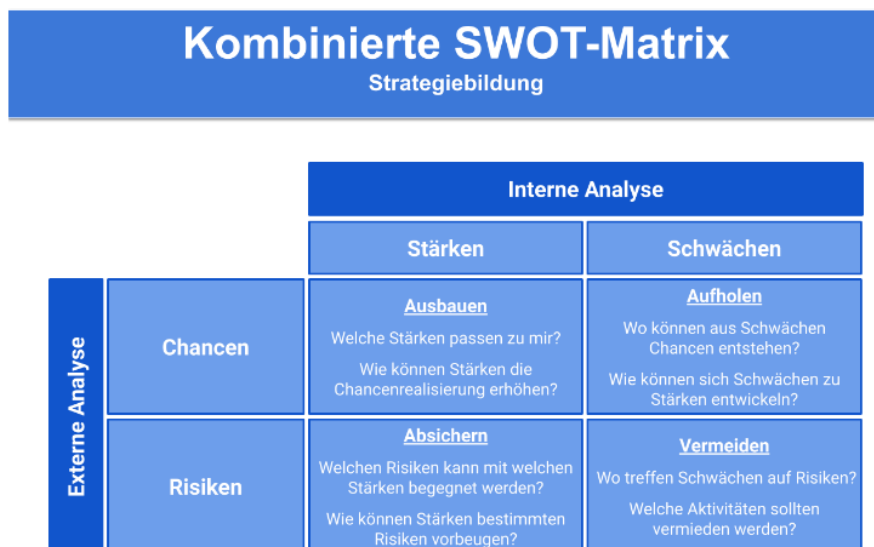 Kombinierte SWOT-Matrix
Strategiebildung
Interne Analyse
Stärken
Schwächen
Externe Analyse
Chancen
Ausbauen
Welche Stärken passen zu mir?
Wie können Stärken die
Chancenrealisierung erhöhen?
Aufholen
Wo können aus Schwächen
Chancen entstehen?
Wie können sich Schwächen zu
Stärken entwickeln?
Risiken
Absichern
Welchen Risiken kann mit welchen
Stärken begegnet werden?
Wie können Stärken bestimmten
Risiken vorbeugen?
Vermeiden
Wo treffen Schwächen auf Risiken?
Welche Aktivitäten sollten
vermieden werden?